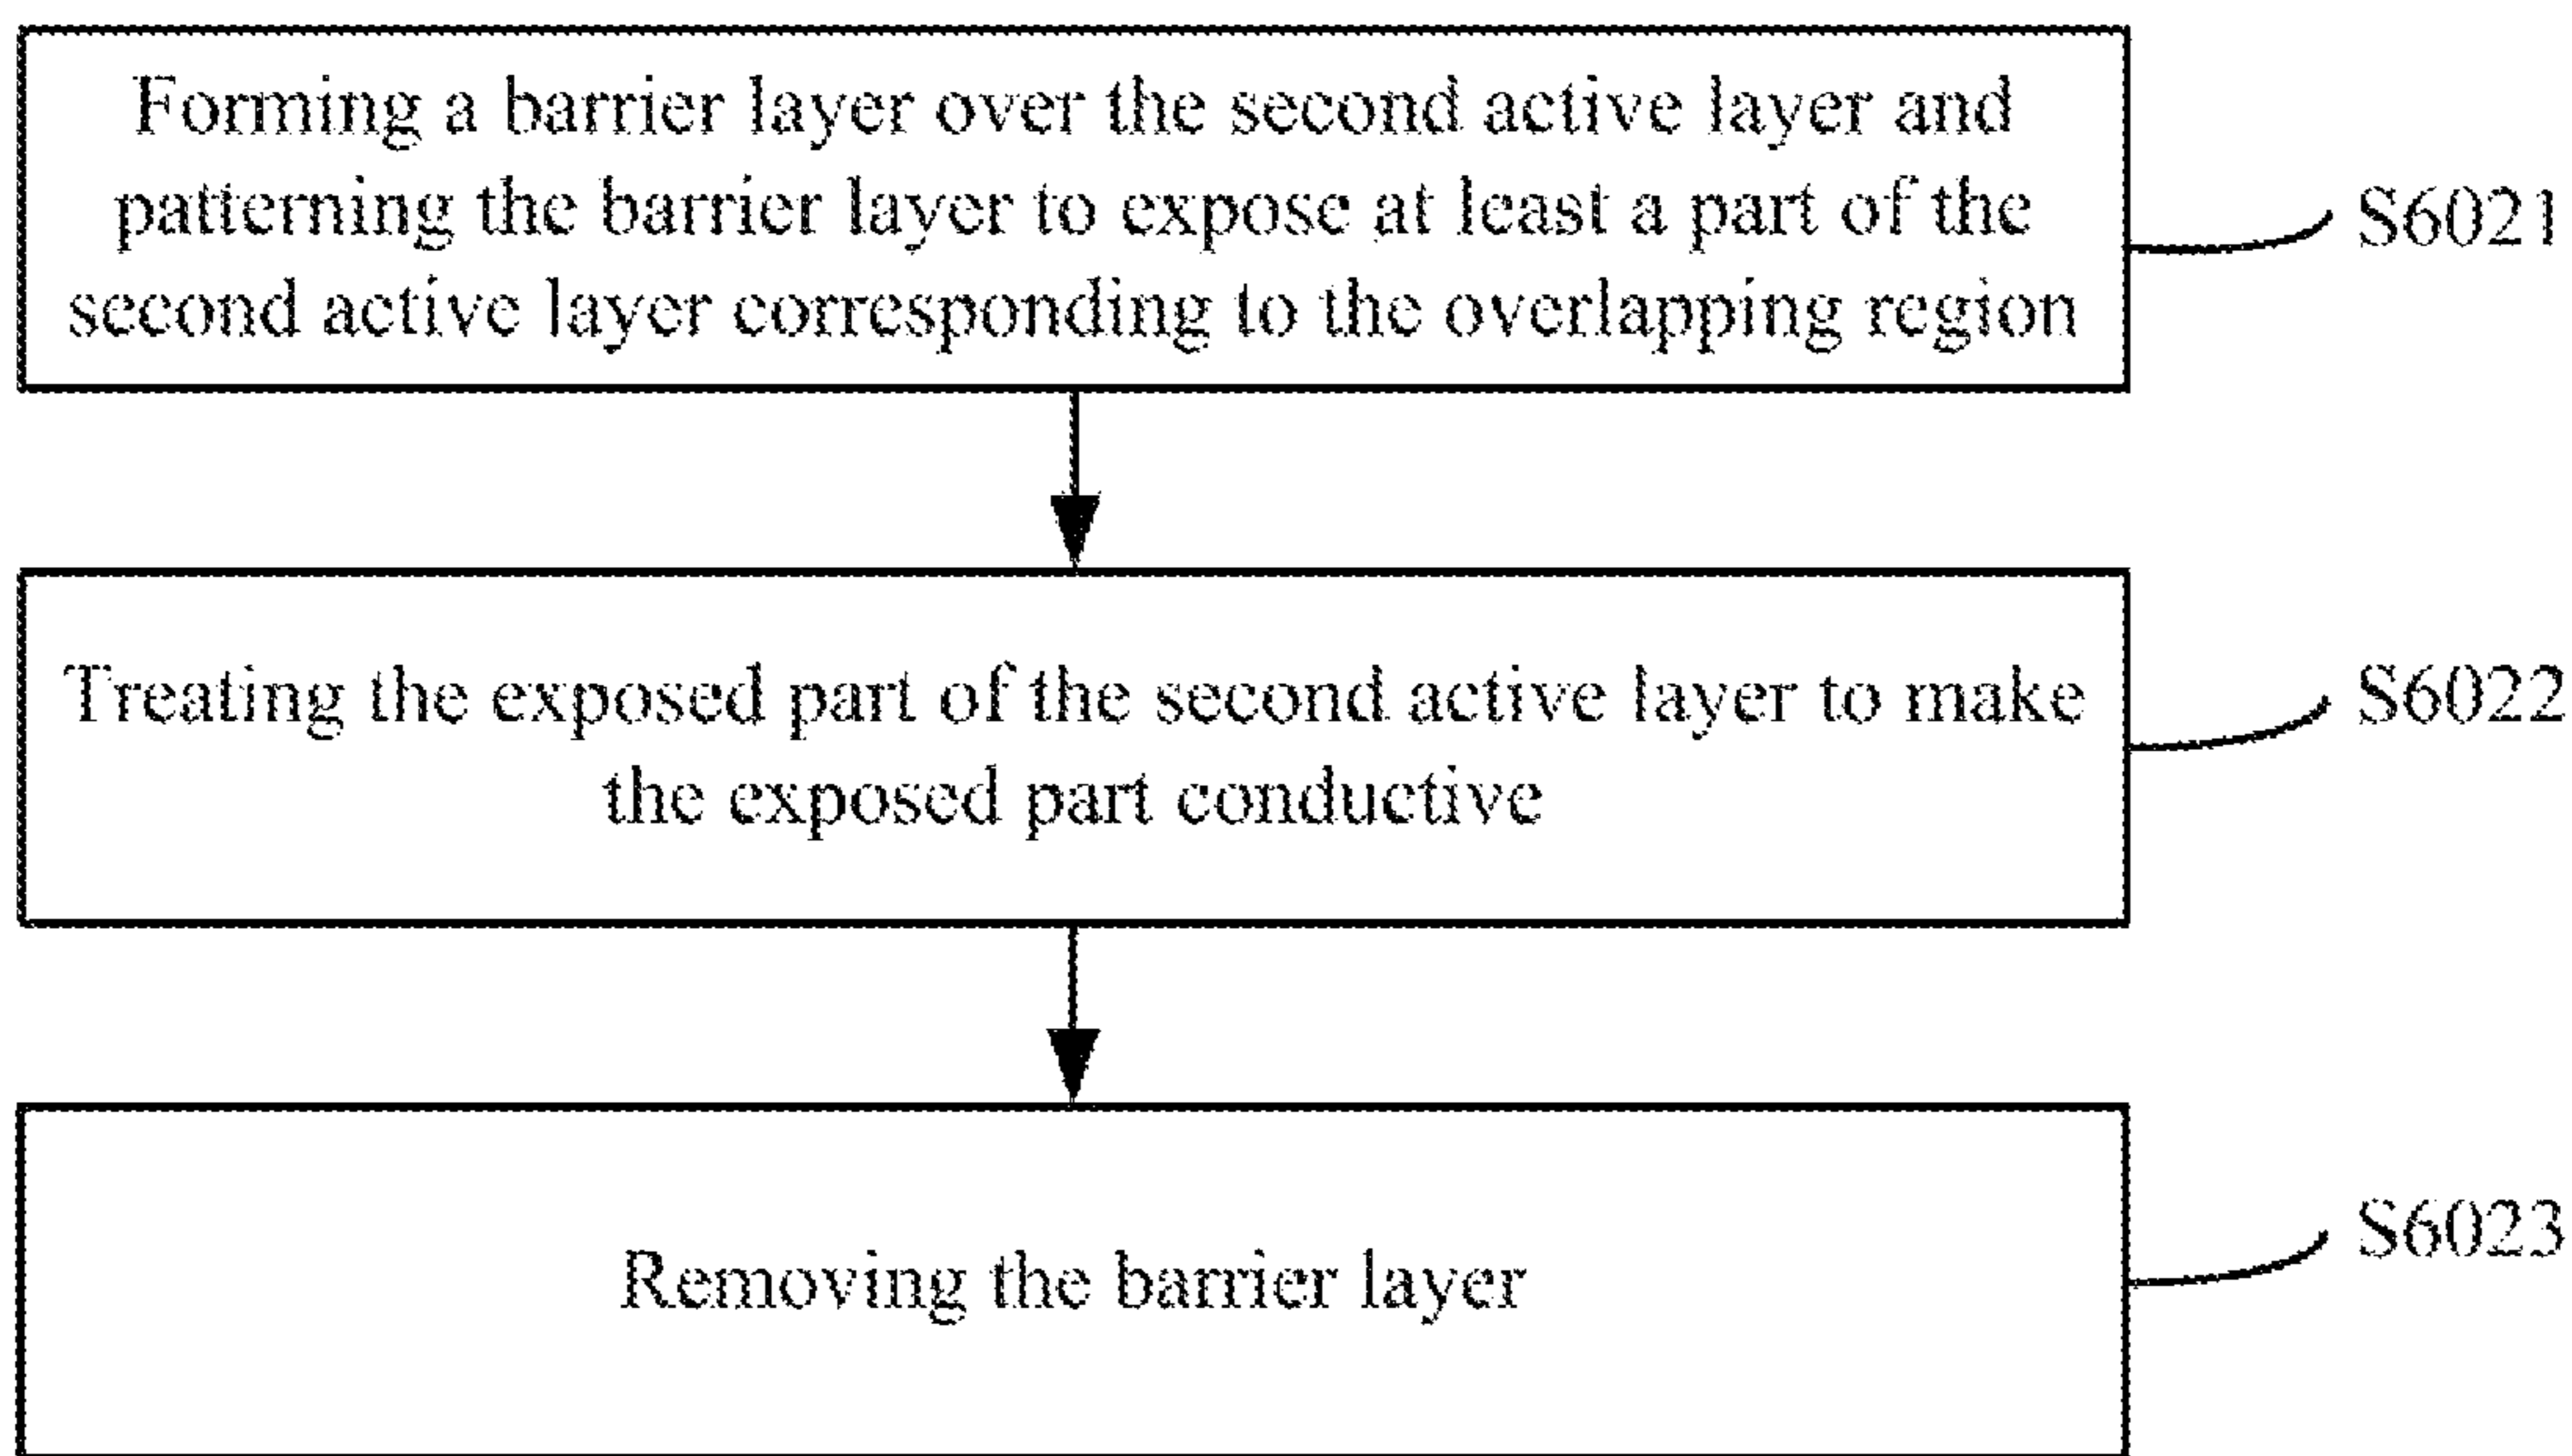 Forming a barrier layer over the second active layer and
patterning the barrier layer to expose at least a part of the
second active layer corresponding to the overlapping region
S6021
Treating the exposed part of the second active layer to make
the exposed part conductive
S6022
Removing the barrier layer
S6023